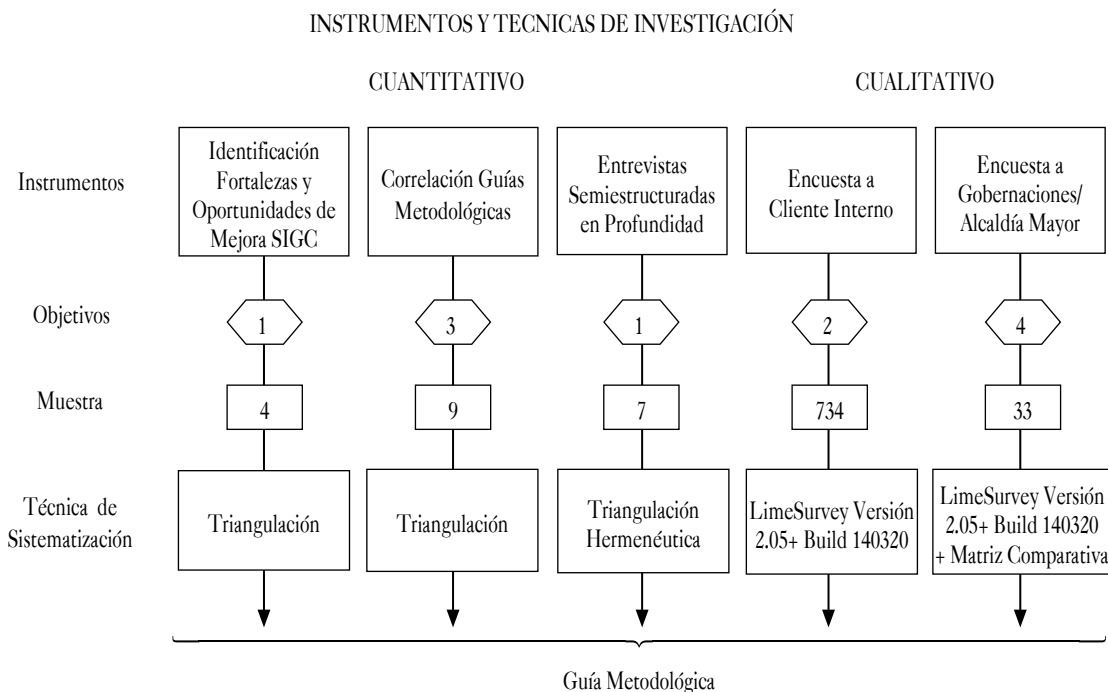 INSTRUMENTOS Y TECNICAS DE INVESTIGACIÓN
CUANTITATIVO
CUALITATIVO
Instrumentos
Identificación
Fortalezas y
Oportunidades de
Mejora SIGC
Correlación Guías
Metodológicas
Entrevistas
Semiestructuradas
en Profundidad
Encuesta a
Cliente Interno
Encuesta a
Gobernaciones/
Alcaldía Mayor
Objetivos
1
3
1
2
4
Muestra
4
9
7
734
33
Técnica de
Sistematización
Triangulación
Triangulación
Triangulación
Hermenéutica
LimeSurvey Versión
2.05+ Build 140320
LimeSurvey Versión
2.05+ Build 140320
+ Matriz Comparativa
Guía Metodológica